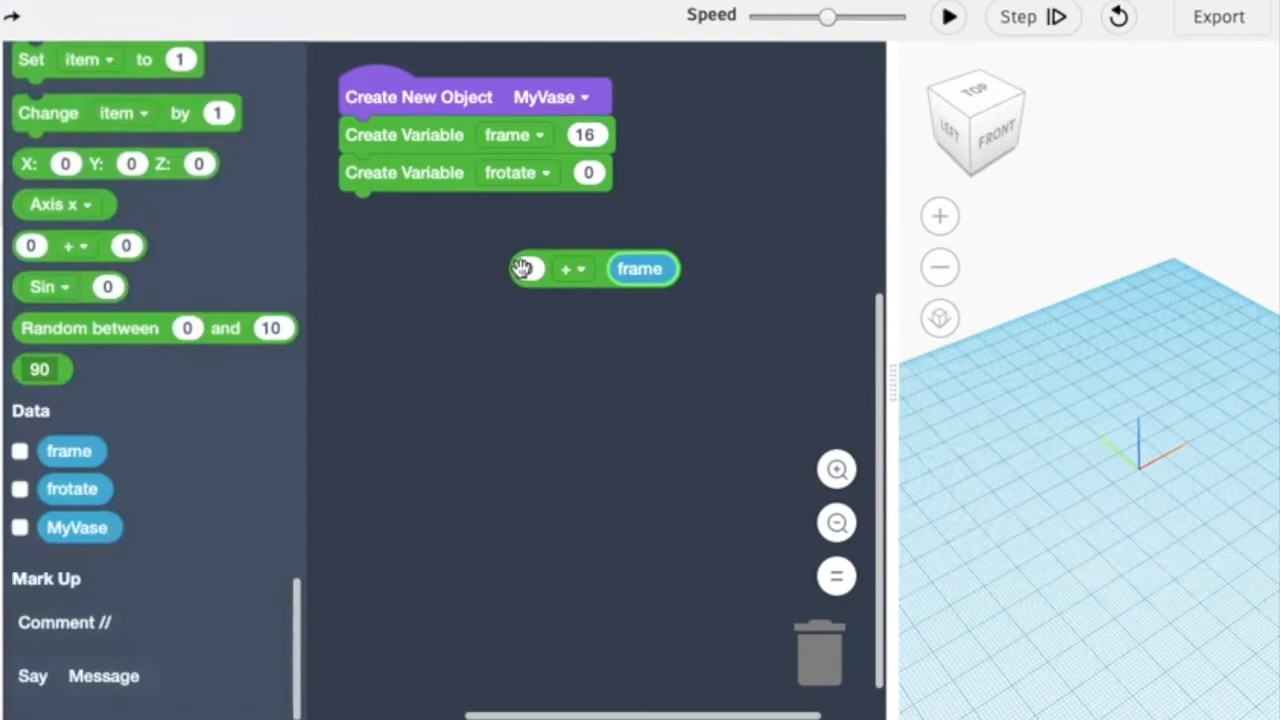 Speed Step Export
Set item to 1
Change item by 1
X: 0 Y: 0 Z: 0
Axis x
0 + 0
Sin 0
Random between 0 and 10
90
Data
frame
frotate
MyVase
Mark Up
Comment //
Say Message
Create New Object MyVase
Create Variable frame 16
Create Variable frotate 0
+ frame
=
TOP
LEFT FRONT